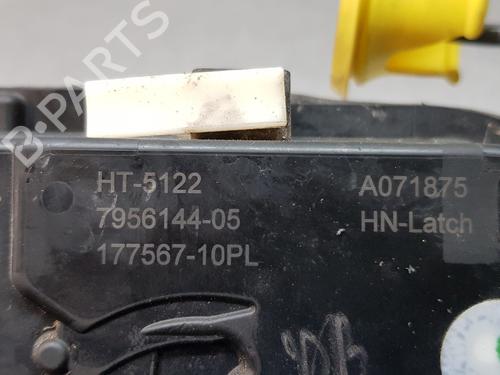 B-PARTS
HT-5122
7956144-05
177567-10PL
A071875
HN-Latch